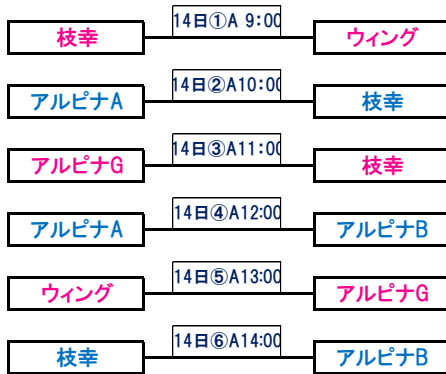 14日①A 9:00
枝幸 ウィング
14日②A10:00
アルピナA 枝幸
14日③A11:00
アルピナG 枝幸
14日④A12:00
アルピナA アルピナB
14日⑤A13:00
ウィング アルピナG
14日⑥A14:00
枝幸 アルピナB